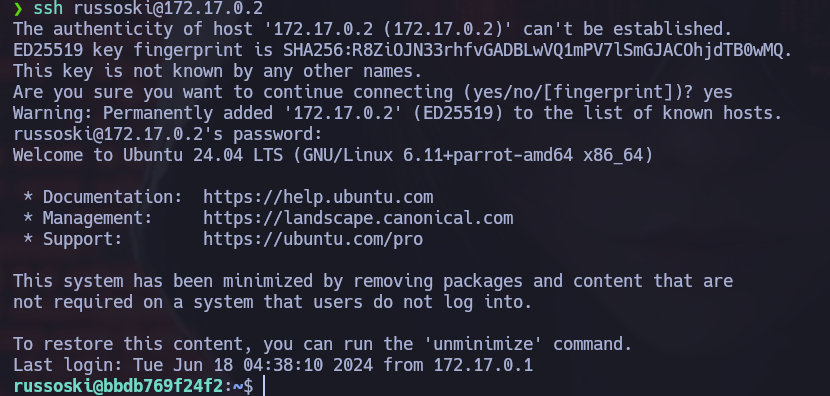 ❯ ssh russoski@172.17.0.2
The authenticity of host '172.17.0.2 (172.17.0.2)' can't be established.
ED25519 key fingerprint is SHA256:R8ZiOJN33rhfvGADBLwVQ1mPV7lSmGJACOhjdTB0wMQ.
This key is not known by any other names.
Are you sure you want to continue connecting (yes/no/[fingerprint])? yes
Warning: Permanently added '172.17.0.2' (ED25519) to the list of known hosts.
russoski@172.17.0.2's password:
Welcome to Ubuntu 24.04 LTS (GNU/Linux 6.11+parrot-amd64 x86_64)
* Documentation:  https://help.ubuntu.com
* Management:     https://landscape.canonical.com
* Support:        https://ubuntu.com/pro
This system has been minimized by removing packages and content that are
not required on a system that users do not log into.
To restore this content, you can run the 'unminimize' command.
Last login: Tue Jun 18 04:38:10 2024 from 172.17.0.1
russoski@bbdb769f24f2:~$